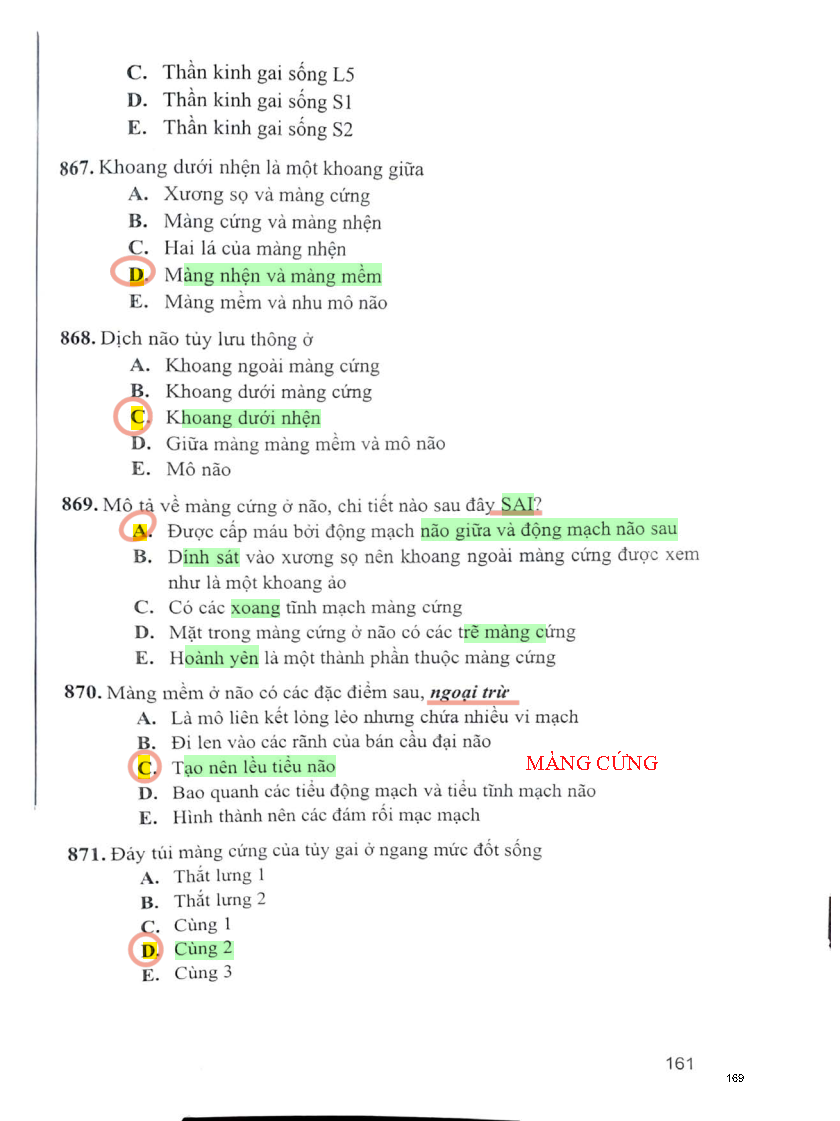 C. Thần kinh gai sống L5
D. Thần kinh gai sống S1
E. Thần kinh gai sống S2
867. Khoang dưới nhện là một khoang giữa
A. Xương sọ và màng cứng
B. Màng cứng và màng nhện
C. Hai lá của màng nhện
D. Màng nhện và màng mềm
E. Màng mềm và nhu mô não
868. Dịch não tủy lưu thông ở
A. Khoang ngoài màng cứng
B. Khoang dưới màng cứng
C. Khoang dưới nhện
D. Giữa màng màng mềm và mô não
E. Mô não
869. Mô tả về màng cứng ở não, chi tiết nào sau đây SAI?
A. Được cấp máu bởi động mạch não giữa và động mạch não sau
B. Dính sát vào xương sọ nên khoang ngoài màng cứng được xem
như là một khoang ảo
C. Có các xoang tĩnh mạch màng cứng
D. Mặt trong màng cứng ở não có các trẽ màng cứng
E. Hoành yên là một thành phần thuộc màng cứng
870. Màng mềm ở não có các đặc điểm sau, ngoại trừ
A. Là mô liên kết lỏng lẻo nhưng chứa nhiều vi mạch
B. Đi len vào các rãnh của bán cầu đại não
C. Tạo nên lều tiểu não MÀNG CỨNG
D. Bao quanh các tiểu động mạch và tiểu tĩnh mạch não
E. Hình thành nên các đám rối mạc mạch
871. Đáy túi màng cứng của tủy gai ở ngang mức đốt sống
A. Thắt lưng 1
B. Thắt lưng 2
C. Cùng 1
D. Cùng 2
E. Cùng 3
161
169